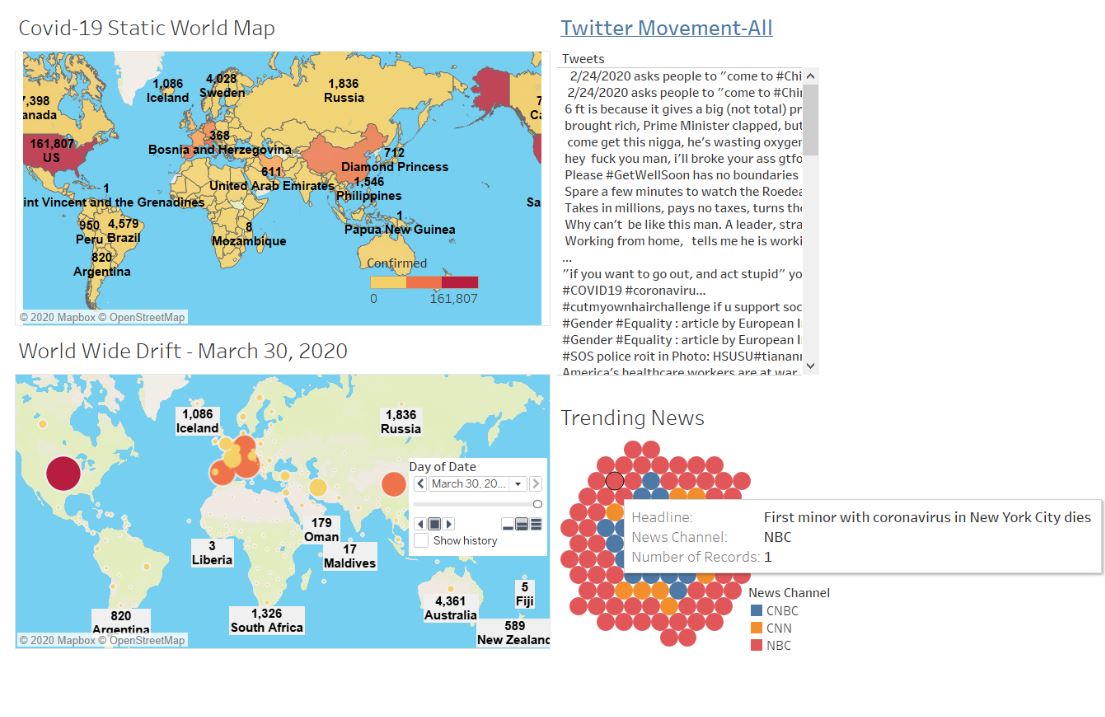 Covid-19 Static World Map
7,398
anada
1,086
Iceland
4,028
Sweden
1,836
Russia
161,807
US
368
Bosnia and Herzegovina
712
Diamond Princess
611
United Arab Emirates
1,546
Philippines
1
int Vincent and the Grenadines
950
Peru
4,579
Brazil
8
Mozambique
1
Papua New Guinea
820
Argentina
7
Ca
Sa
Confirmed
0
161,807
© 2020 Mapbox © OpenStreetMap
World Wide Drift - March 30, 2020
1,086
Iceland
1,836
Russia
Day of Date
March 30, 20...
Show history
179
Oman
3
Liberia
17
Maldives
820
Argentina
1,326
South Africa
4,361
Australia
5
Fiji
589
New Zealand
© 2020 Mapbox © OpenStreetMap
Twitter Movement-All
Tweets
2/24/2020 asks people to "come to #Chi
2/24/2020 asks people to "come to #Chi
6 ft is because it gives a big (not total) pr
brought rich, Prime Minister clapped, but
come get this nigga, he's wasting oxyger
hey fuck you man, i'll broke your ass gtfo
Please #GetWellSoon has no boundaries
Spare a few minutes to watch the Roedea
Takes in millions, pays no taxes, turns the
Why can't be like this man. A leader, stra
Working from home, tells me he is worki
...
"if you want to go out, and act stupid" yo
#COVID19 #coronaviru...
#cutmyownhairchallenge if u support soc
#Gender #Equality : article by European I
#Gender #Equality : article by European I
#SOS police roit in Photo: HSUSU#tianann
America's healthcare workers are at war
Trending News
Headline: First minor with coronavirus in New York City dies
News Channel: NBC
Number of Records: 1
News Channel
CNBC
CNN
NBC